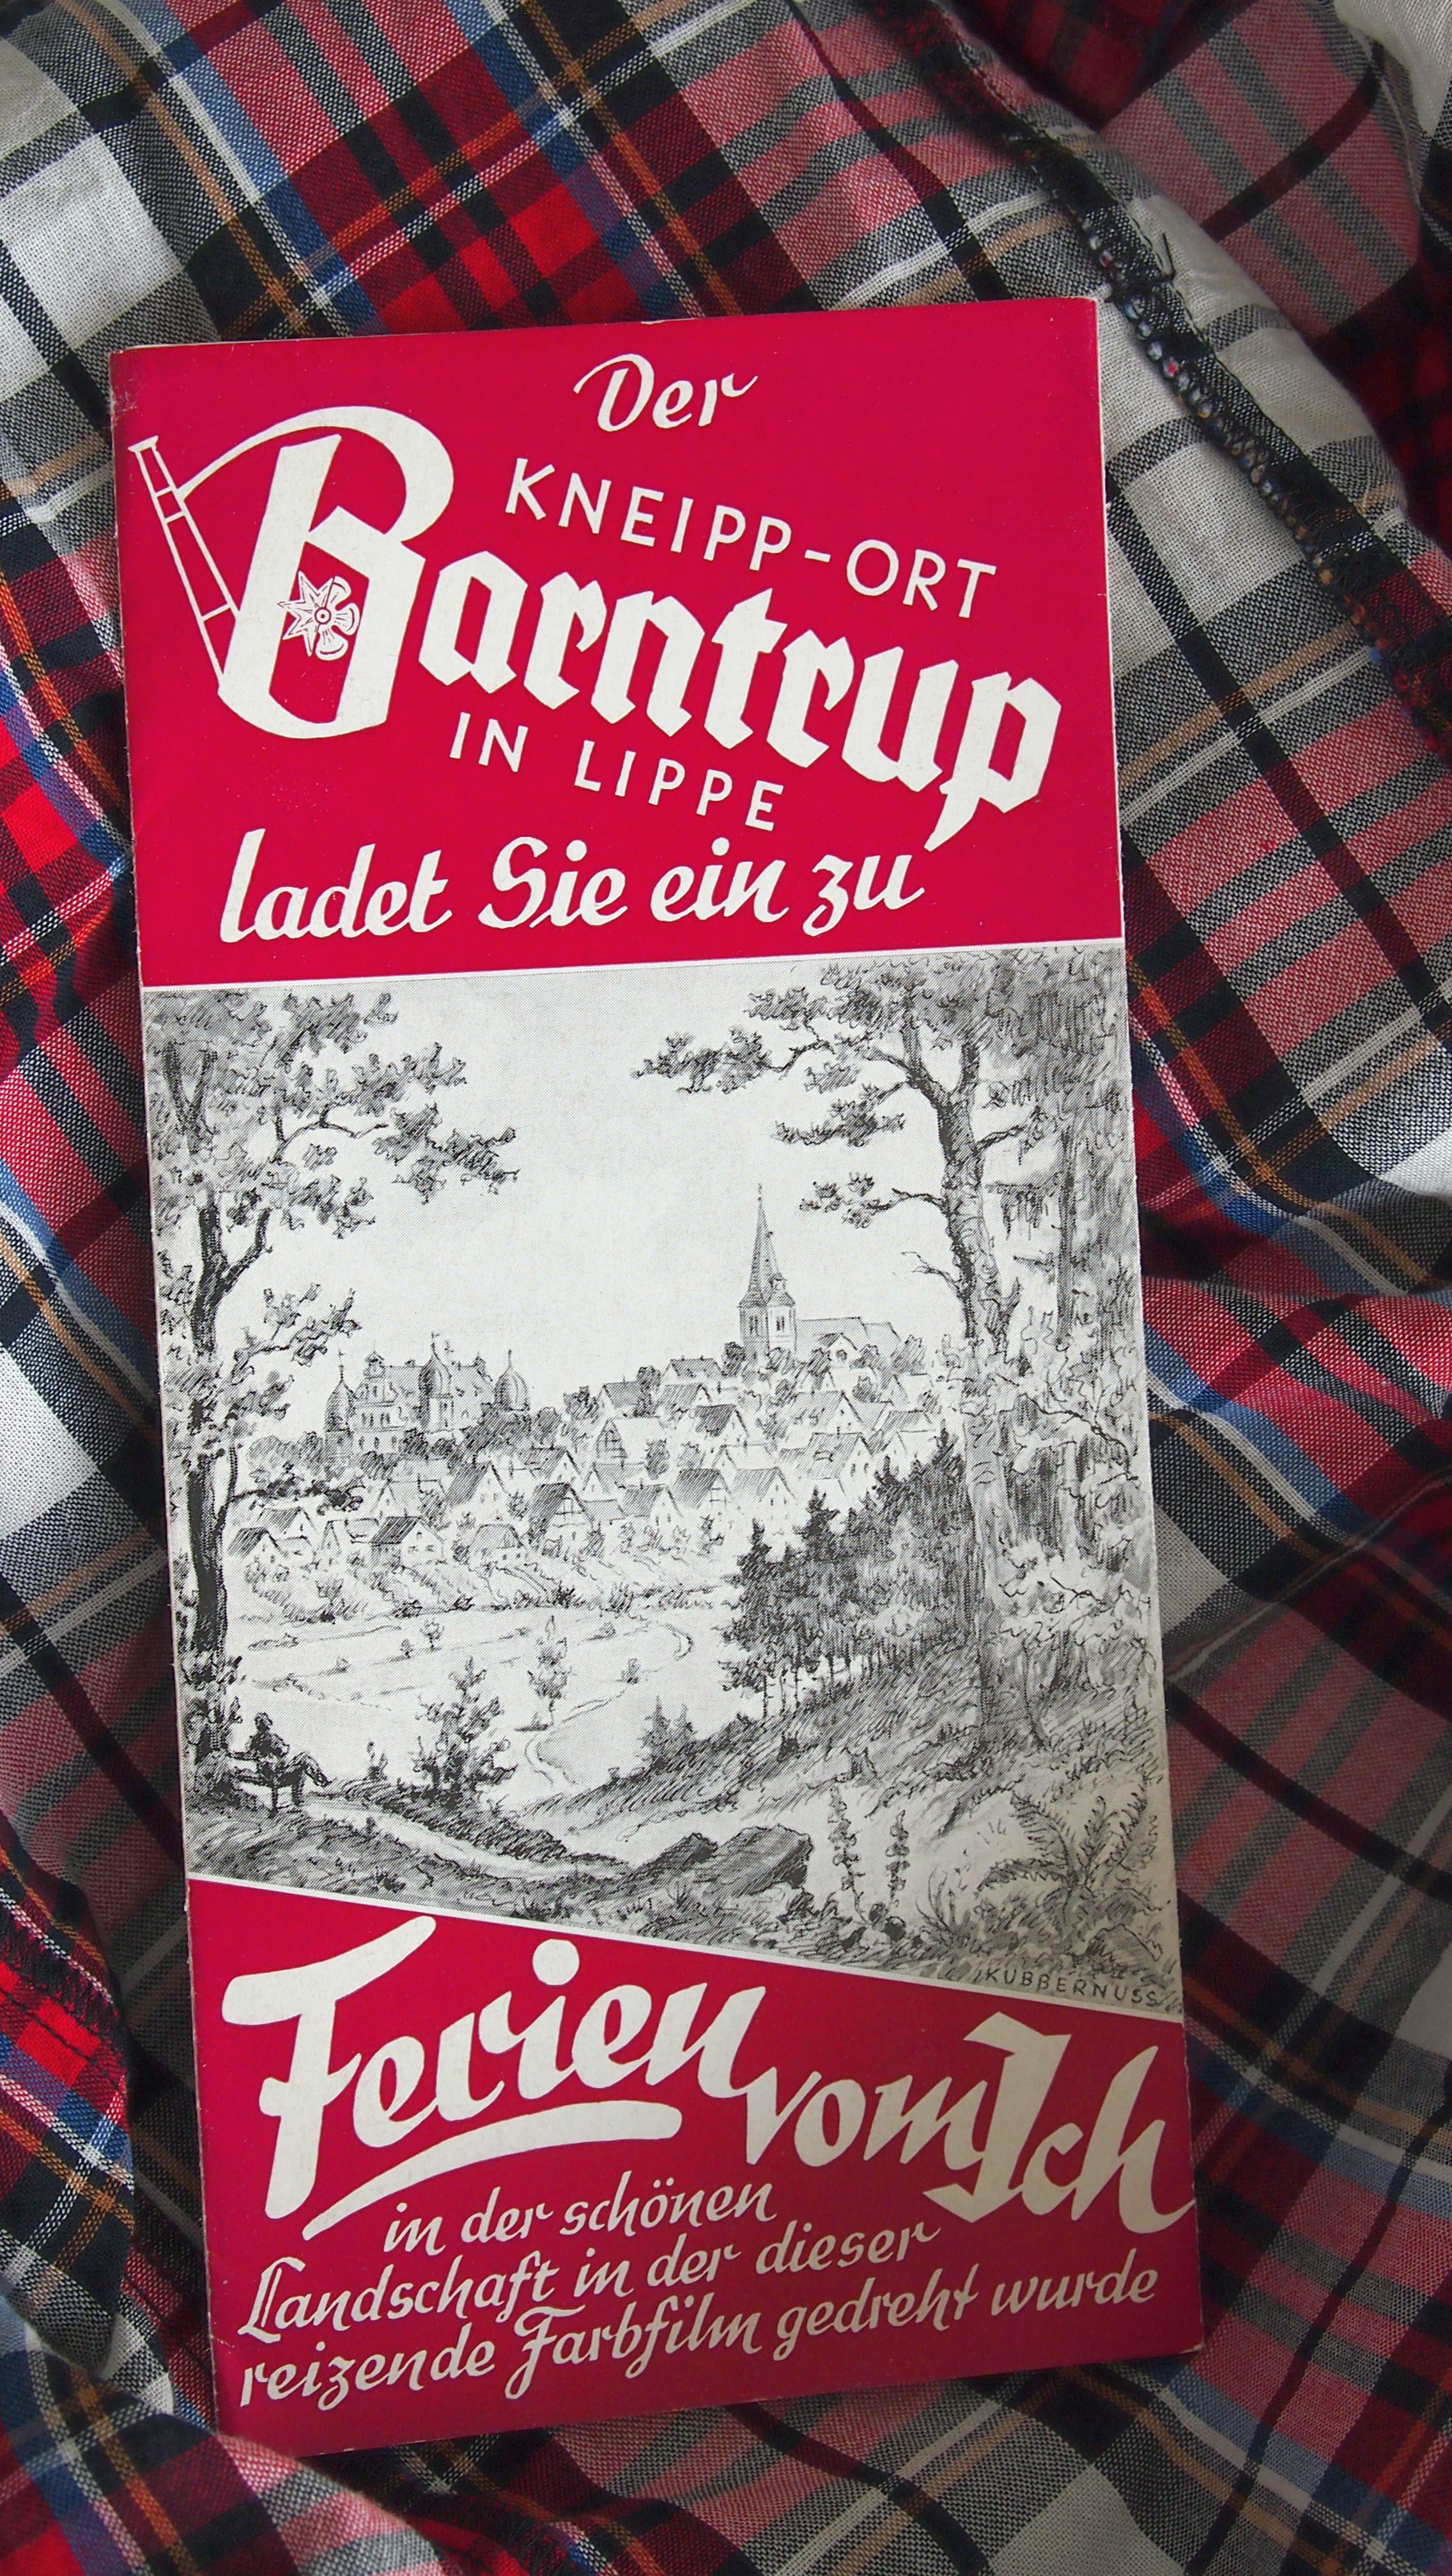 Der
KNEIPP-ORT
Barntrup
IN LIPPE
ladet Sie ein zu
KUBBERNUSS
Ferien vom Ich
in der schönen
Landschaft in der dieser
reizende Farbfilm gedreht wurde